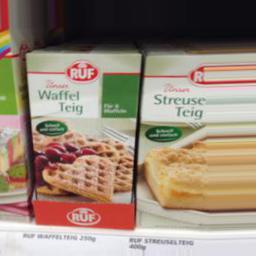 RUF
Unser
Waffel
Teig
Für 8
Waffeln
Schnell
und einfach
RUF
R
Unser
Streuse
Teig
Schnell
und einfach
RUF WAFFELTEIG 250g
RUF STREUSELTEIG
400g